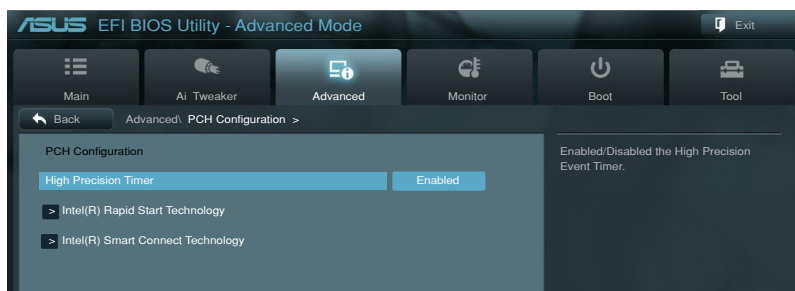 ASUS EFI BIOS Utility - Advanced Mode
Exit
Main
Ai Tweaker
Advanced
Monitor
Boot
Tool
Back
Advanced\ PCH Configuration >
PCH Configuration
High Precision Timer Enabled
> Intel(R) Rapid Start Technology
> Intel(R) Smart Connect Technology
Enabled/Disabled the High Precision
Event Timer.